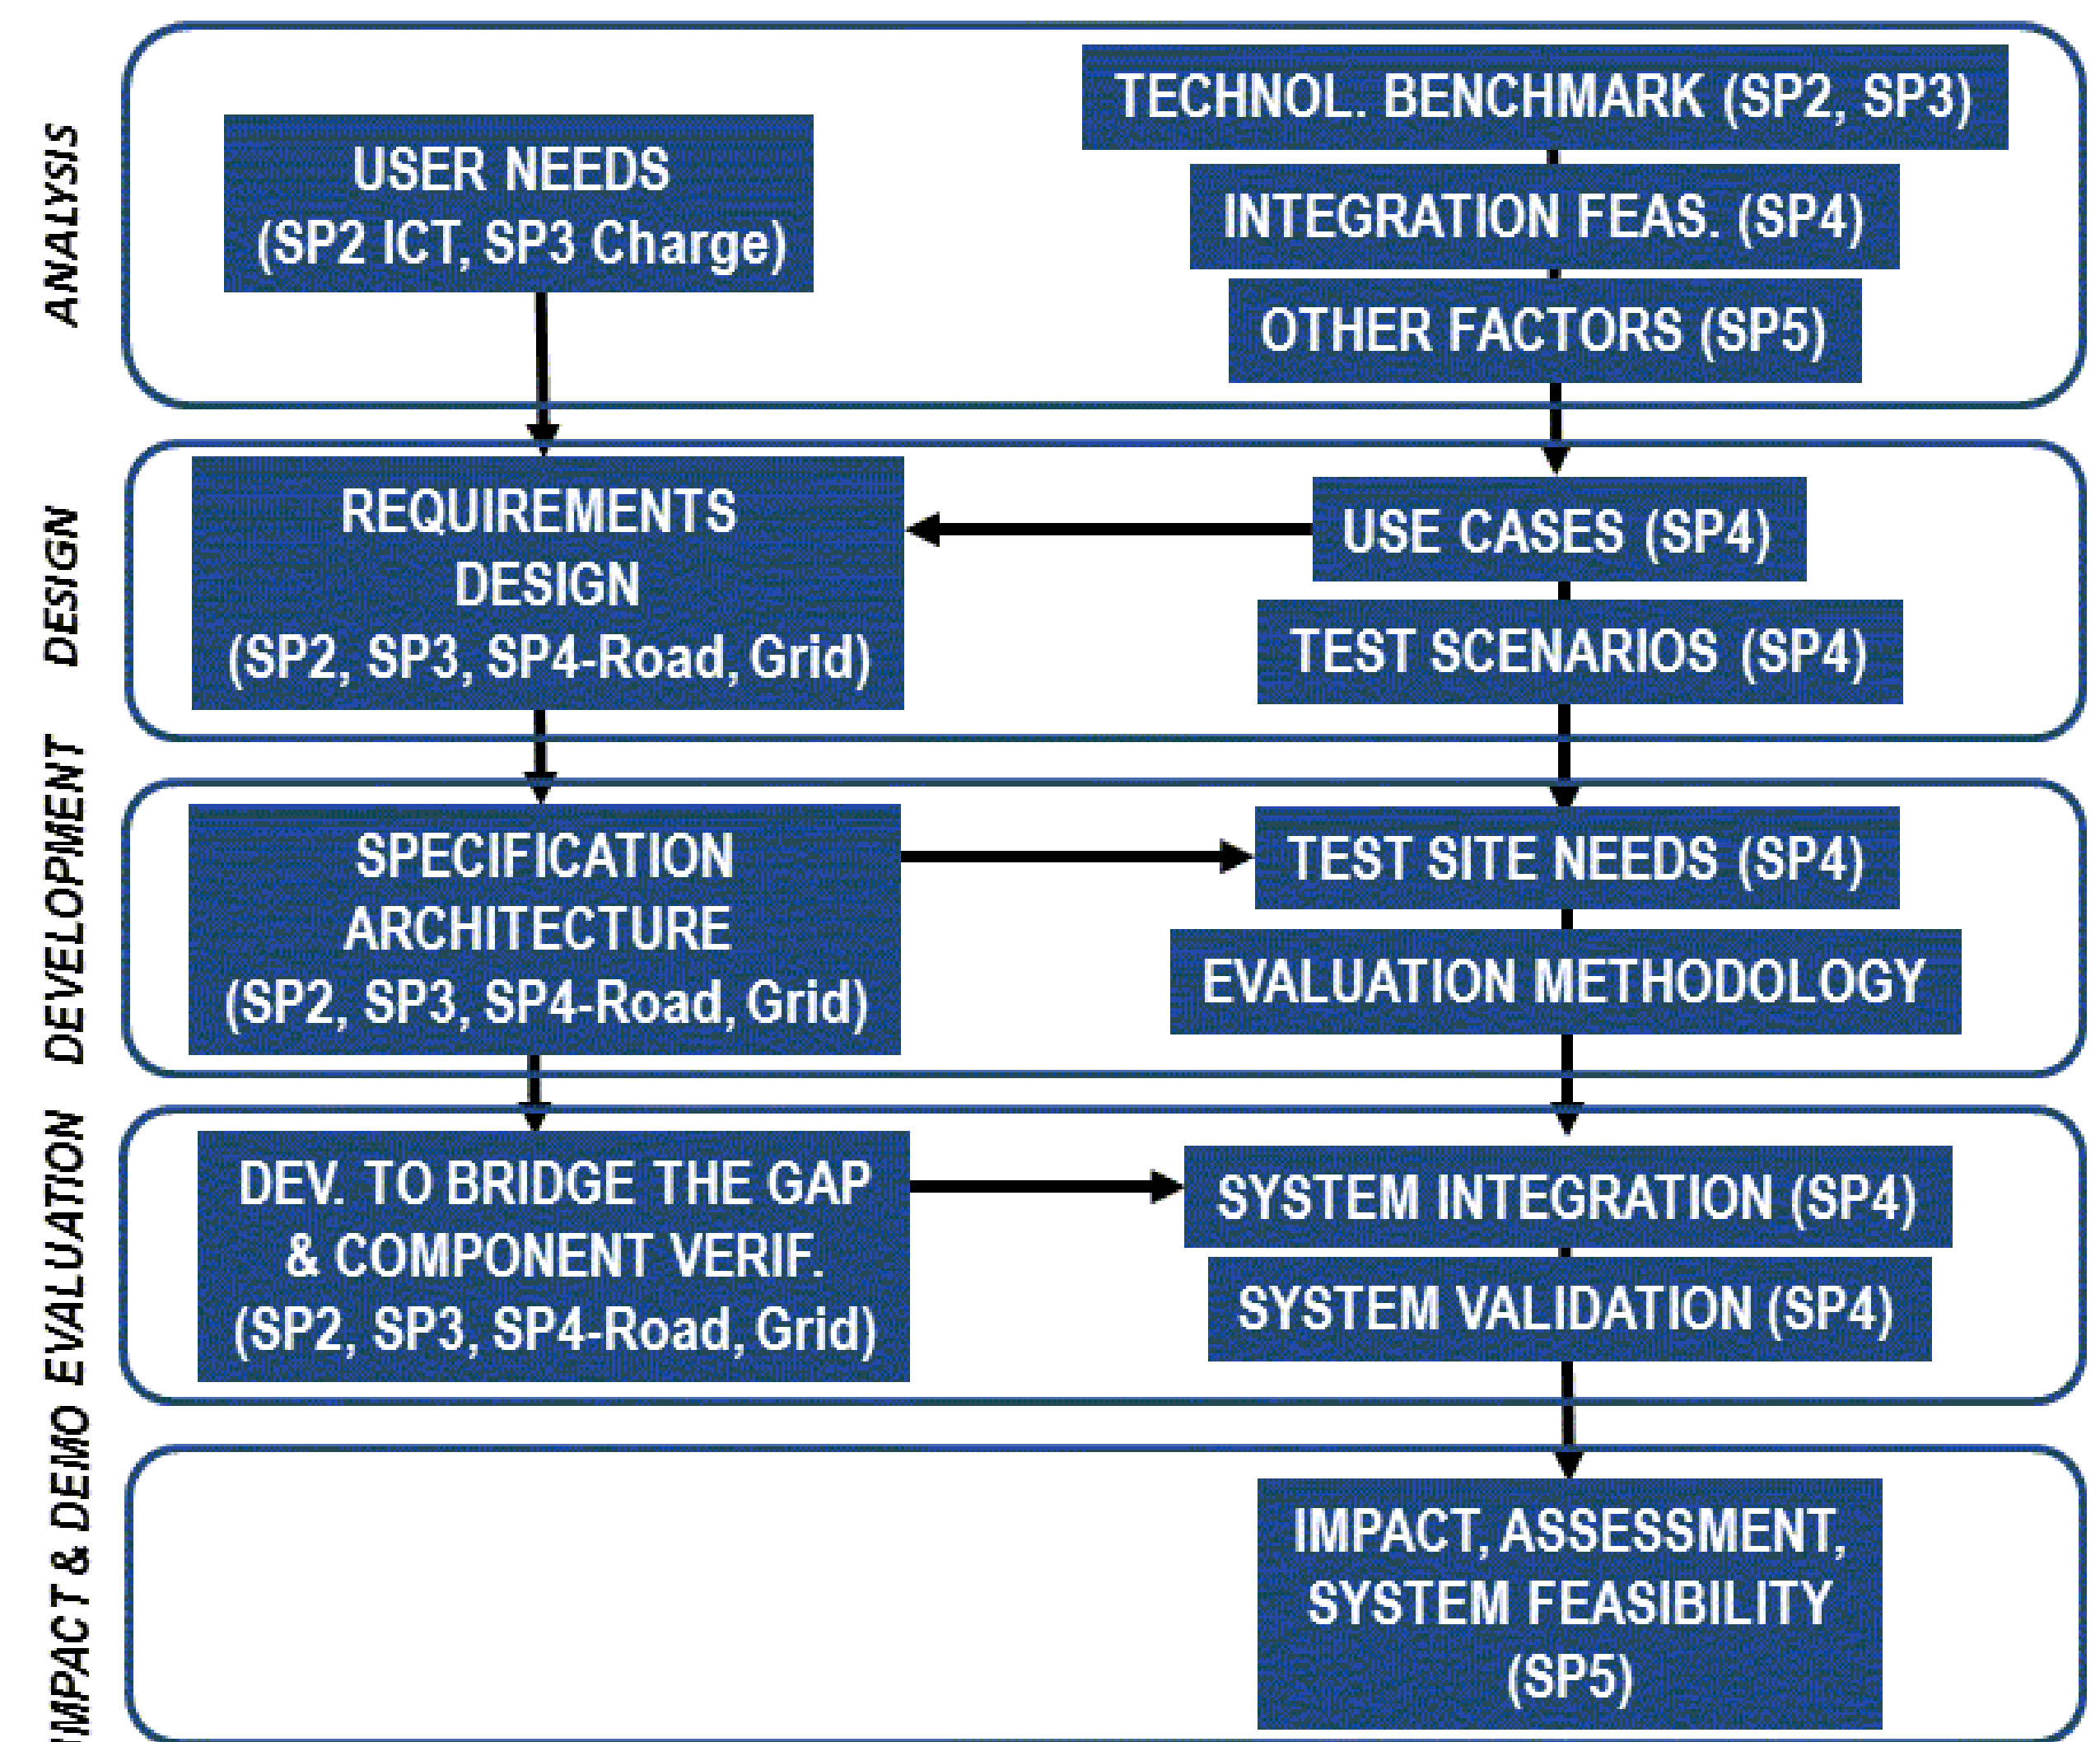 ANALYSIS
USER NEEDS
(SP2 ICT, SP3 Charge)
TECHNOL. BENCHMARK (SP2, SP3)
INTEGRATION FEAS. (SP4)
OTHER FACTORS (SP5)
DESIGN
REQUIREMENTS
DESIGN
(SP2, SP3, SP4-Road, Grid)
USE CASES (SP4)
TEST SCENARIOS (SP4)
DEVELOPMENT
SPECIFICATION
ARCHITECTURE
(SP2, SP3, SP4-Road, Grid)
TEST SITE NEEDS (SP4)
EVALUATION METHODOLOGY
EVALUATION
DEV. TO BRIDGE THE GAP
& COMPONENT VERIF.
(SP2, SP3, SP4-Road, Grid)
SYSTEM INTEGRATION (SP4)
SYSTEM VALIDATION (SP4)
IMPACT & DEMO
IMPACT, ASSESSMENT,
SYSTEM FEASIBILITY
(SP5)